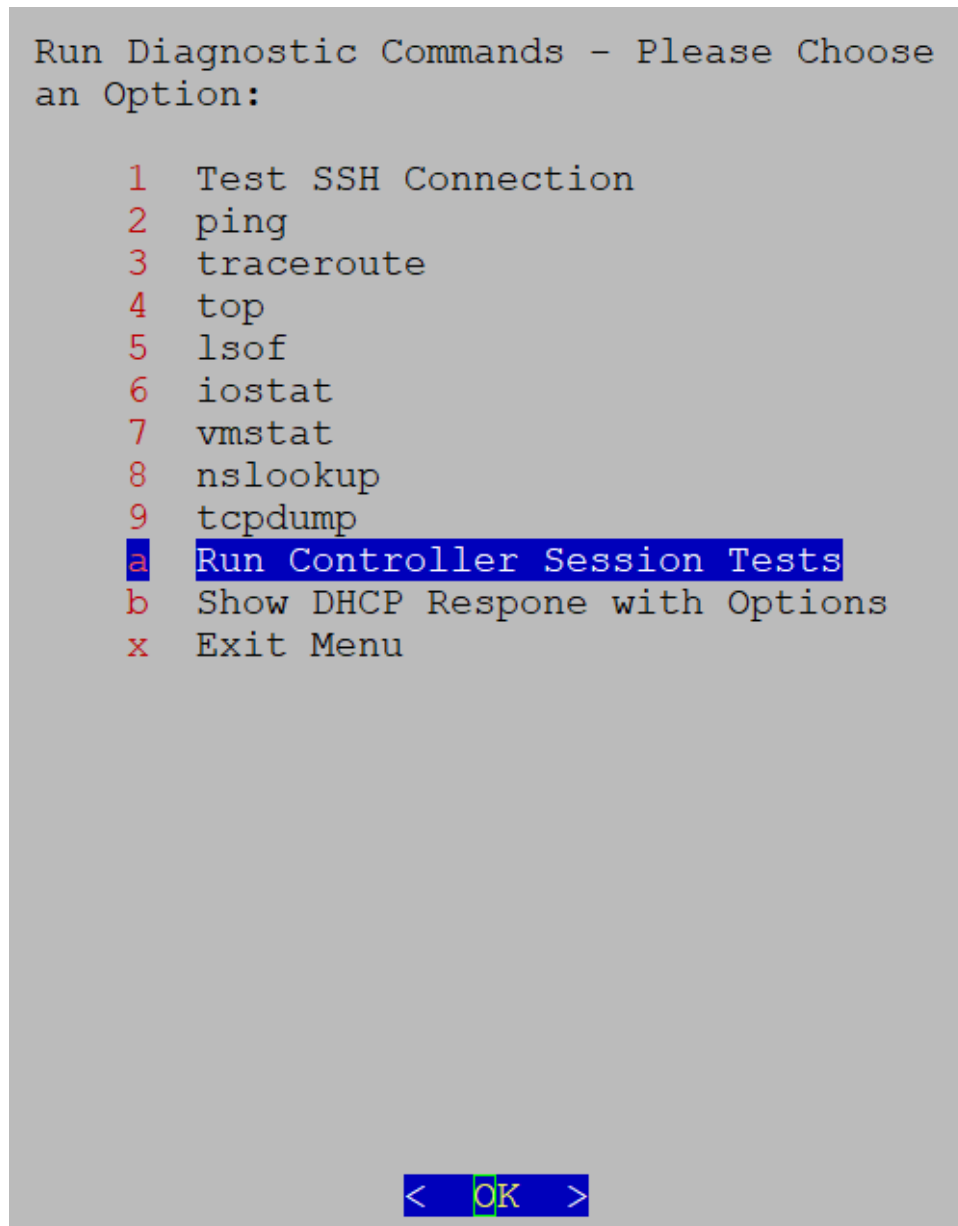 Run Diagnostic Commands - Please Choose
an Option:
1 Test SSH Connection
2 ping
3 traceroute
4 top
5 lsof
6 iostat
7 vmstat
8 nslookup
9 tcpdump
a Run Controller Session Tests
b Show DHCP Respone with Options
x Exit Menu
< OK >